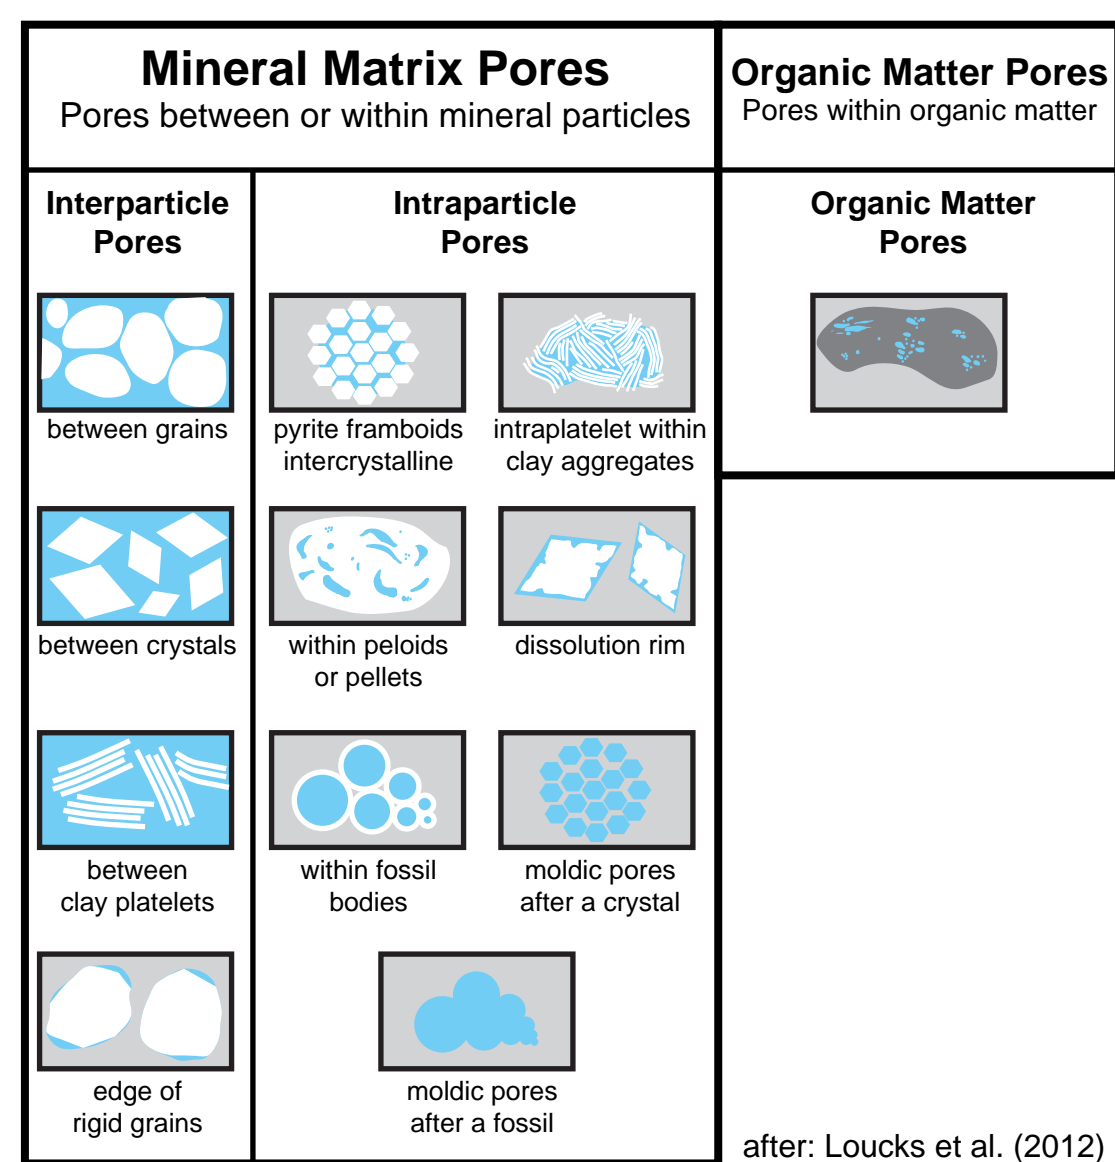 Mineral Matrix Pores
Pores between or within mineral particles
Organic Matter Pores
Pores within organic matter
Interparticle
Pores
Intraparticle
Pores
Organic Matter
Pores
between grains
pyrite framboids
intercrystalline
intraplatelet within
clay aggregates
between crystals
within peloids
or pellets
dissolution rim
between
clay platelets
within fossil
bodies
moldic pores
after a crystal
edge of
rigid grains
moldic pores
after a fossil
after: Loucks et al. (2012)